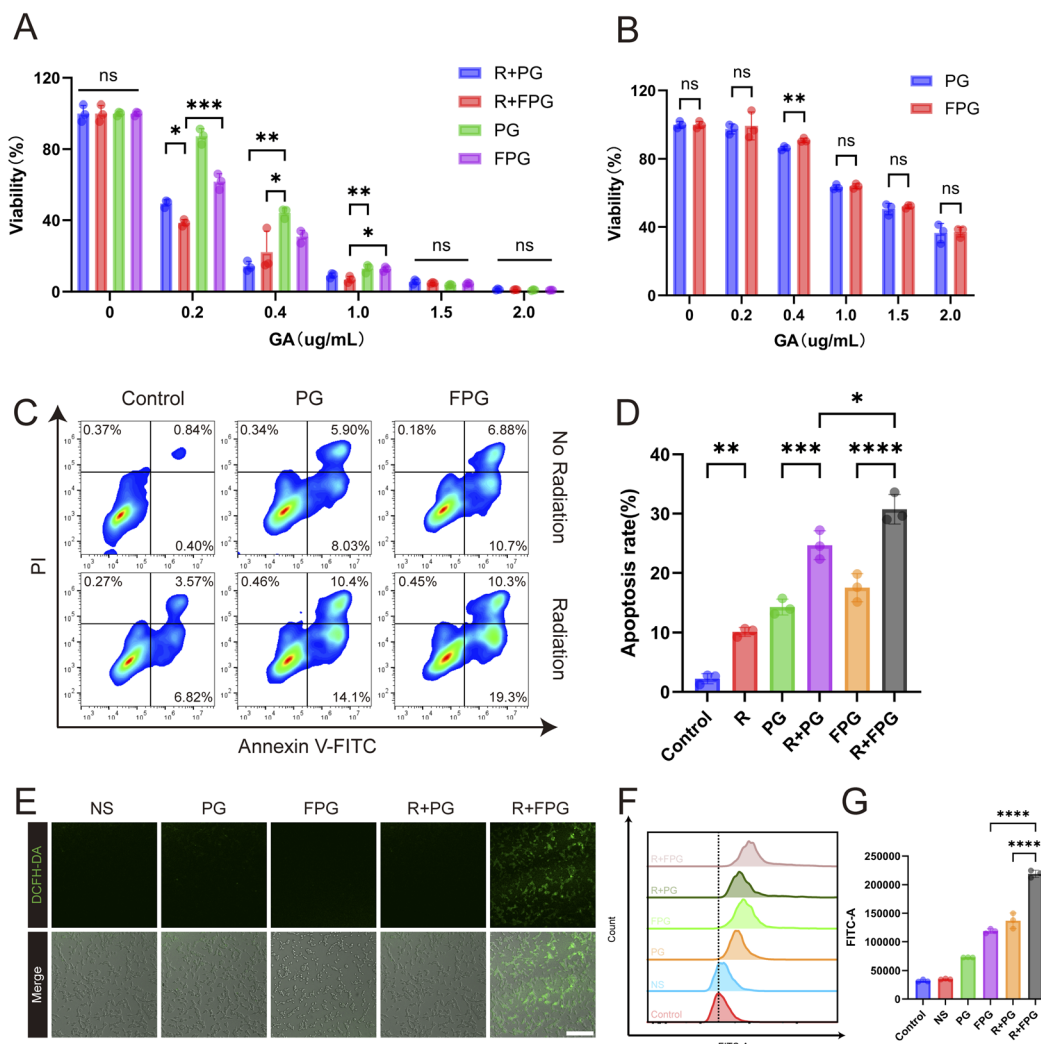 A
ns
120
80
40
0
Viability (%)
*
***
**
*
**
*
ns
ns
R+PG
R+FPG
PG
FPG
0
0.2
0.4
1.0
1.5
2.0
GA(ug/mL)
B
ns
ns
**
ns
ns
ns
PG
FPG
120
80
40
0
Viability (%)
0
0.2
0.4
1.0
1.5
2.0
GA(ug/mL)
C
Control
PG
FPG
0.37% 0.84%
0.40%
0.34% 5.90%
8.03%
0.18% 6.88%
10.7%
No Radiation
0.27% 3.57%
6.82%
0.46% 10.4%
14.1%
0.45% 10.3%
19.3%
Radiation
PI
Annexin V-FITC
D
*
**
***
****
40
30
20
10
0
Apoptosis rate(%)
Control
R
PG
R+PG
FPG
R+FPG
E
NS
PG
FPG
R+PG
R+FPG
DCFH-DA
Merge
F
R+FPG
R+PG
FPG
PG
NS
Control
Count
G
****
****
250000
200000
150000
100000
50000
0
FITC-A
Control
NS
PG
FPG
R+PG
R+FPG